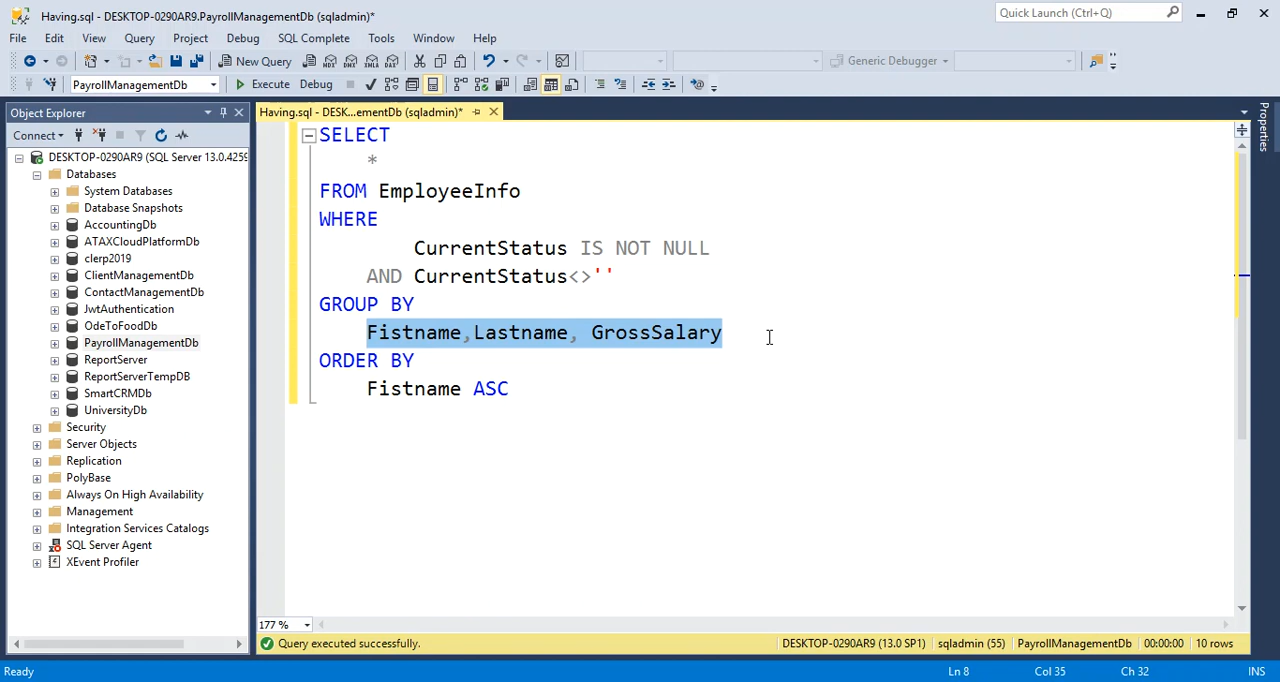 Having.sql - DESKTOP-0290AR9.PayrollManagementDb (sqladmin)*
Quick Launch (Ctrl+Q)
File Edit View Query Project Debug SQL Complete Tools Window Help
New Query
Generic Debugger
PayrollManagementDb
Execute Debug
Object Explorer
Having.sql - DESK...ementDb (sqladmin)*
Properties
Connect
DESKTOP-0290AR9 (SQL Server 13.0.4259
Databases
System Databases
Database Snapshots
AccountingDb
ATAXCloudPlatformDb
clerp2019
ClientManagementDb
ContactManagementDb
JwtAuthentication
OdeToFoodDb
PayrollManagementDb
ReportServer
ReportServerTempDB
SmartCRMDb
UniversityDb
Security
Server Objects
Replication
PolyBase
Always On High Availability
Management
Integration Services Catalogs
SQL Server Agent
XEvent Profiler
SELECT
*
FROM EmployeeInfo
WHERE
CurrentStatus IS NOT NULL
AND CurrentStatus<>''
GROUP BY
Fistname,Lastname, GrossSalary
ORDER BY
Fistname ASC
177 %
Query executed successfully.
DESKTOP-0290AR9 (13.0 SP1) sqladmin (55) PayrollManagementDb 00:00:00 10 rows
Ready
Ln 8 Col 35 Ch 32 INS